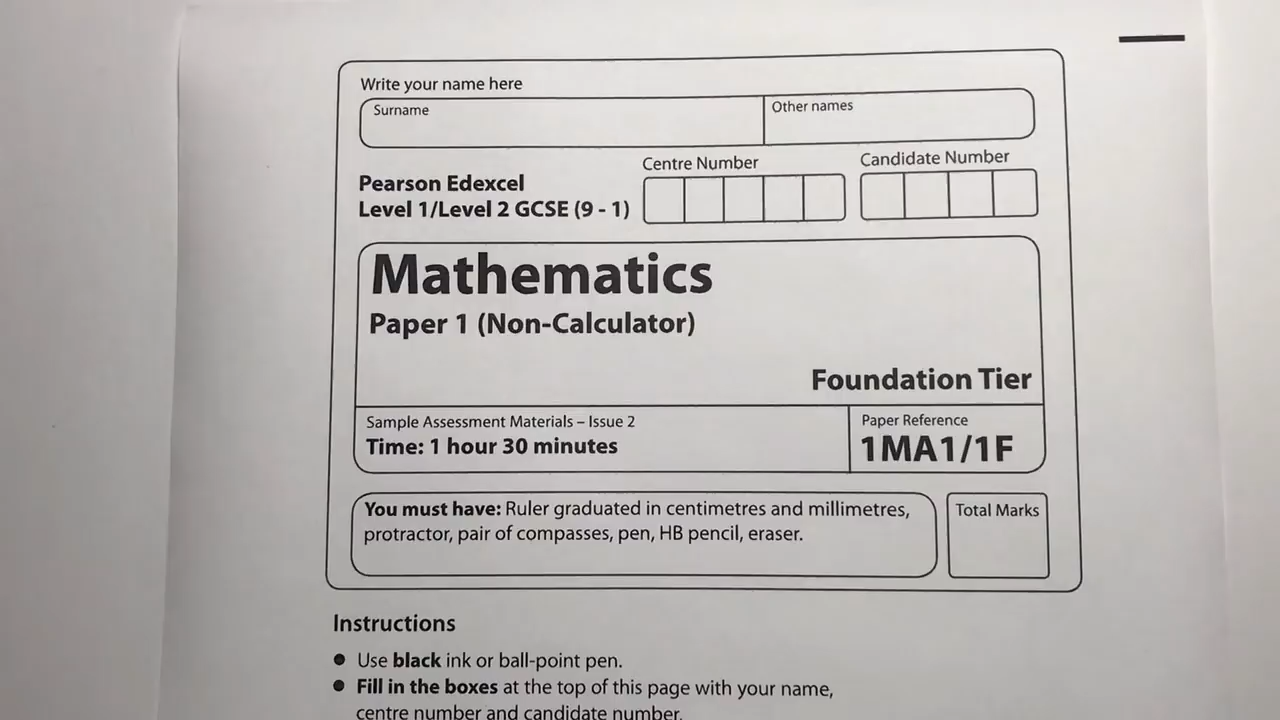 Write your name here
Surname
Other names
Centre Number
Candidate Number
Pearson Edexcel
Level 1/Level 2 GCSE (9 - 1)
Mathematics
Paper 1 (Non-Calculator)
Foundation Tier
Sample Assessment Materials – Issue 2
Time: 1 hour 30 minutes
Paper Reference
1MA1/1F
You must have: Ruler graduated in centimetres and millimetres,
protractor, pair of compasses, pen, HB pencil, eraser.
Total Marks
Instructions
● Use black ink or ball-point pen.
● Fill in the boxes at the top of this page with your name,
centre number and candidate number.